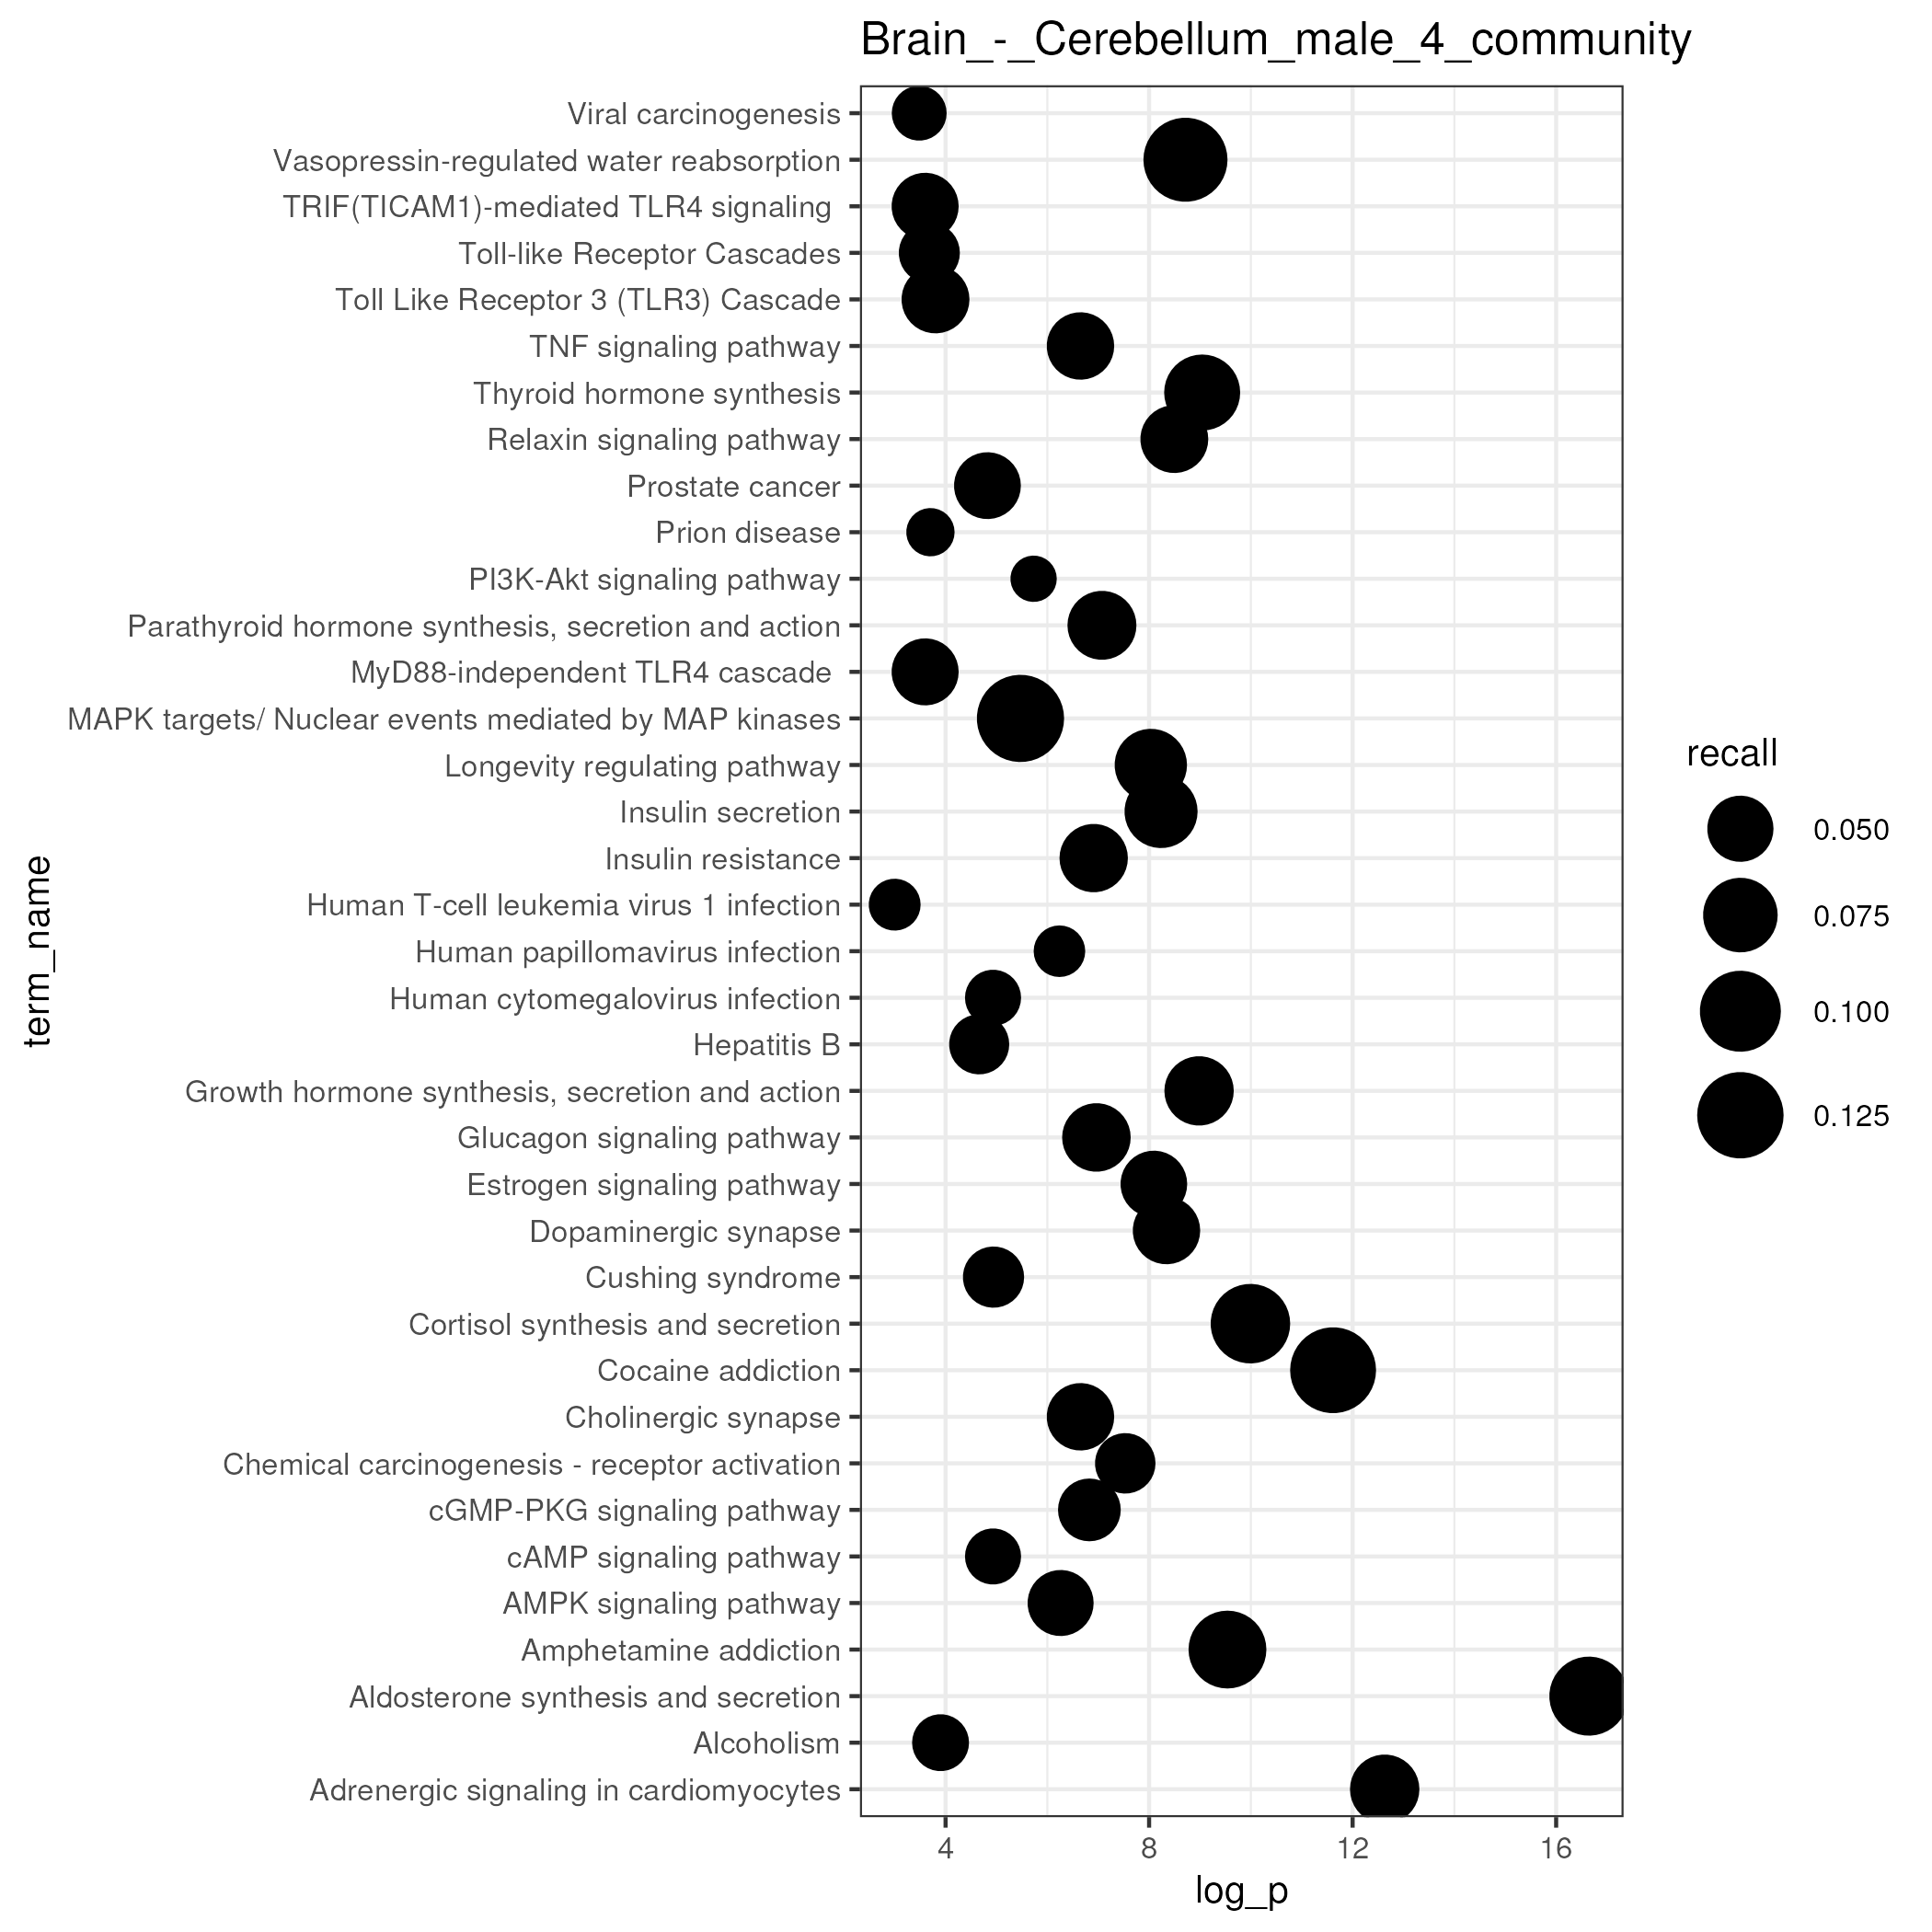 Brain_-_Cerebellum_male_4_community
Viral carcinogenesis
Vasopressin-regulated water reabsorption
TRIF(TICAM1)-mediated TLR4 signaling
Toll-like Receptor Cascades
Toll Like Receptor 3 (TLR3) Cascade
TNF signaling pathway
Thyroid hormone synthesis
Relaxin signaling pathway
Prostate cancer
Prion disease
PI3K-Akt signaling pathway
Parathyroid hormone synthesis, secretion and action
MyD88-independent TLR4 cascade
MAPK targets/ Nuclear events mediated by MAP kinases
Longevity regulating pathway
Insulin secretion
Insulin resistance
Human T-cell leukemia virus 1 infection
Human papillomavirus infection
Human cytomegalovirus infection
Hepatitis B
Growth hormone synthesis, secretion and action
Glucagon signaling pathway
Estrogen signaling pathway
Dopaminergic synapse
Cushing syndrome
Cortisol synthesis and secretion
Cocaine addiction
Cholinergic synapse
Chemical carcinogenesis - receptor activation
cGMP-PKG signaling pathway
cAMP signaling pathway
AMPK signaling pathway
Amphetamine addiction
Aldosterone synthesis and secretion
Alcoholism
Adrenergic signaling in cardiomyocytes
term_name
4 8 12 16
log_p
recall
0.050
0.075
0.100
0.125